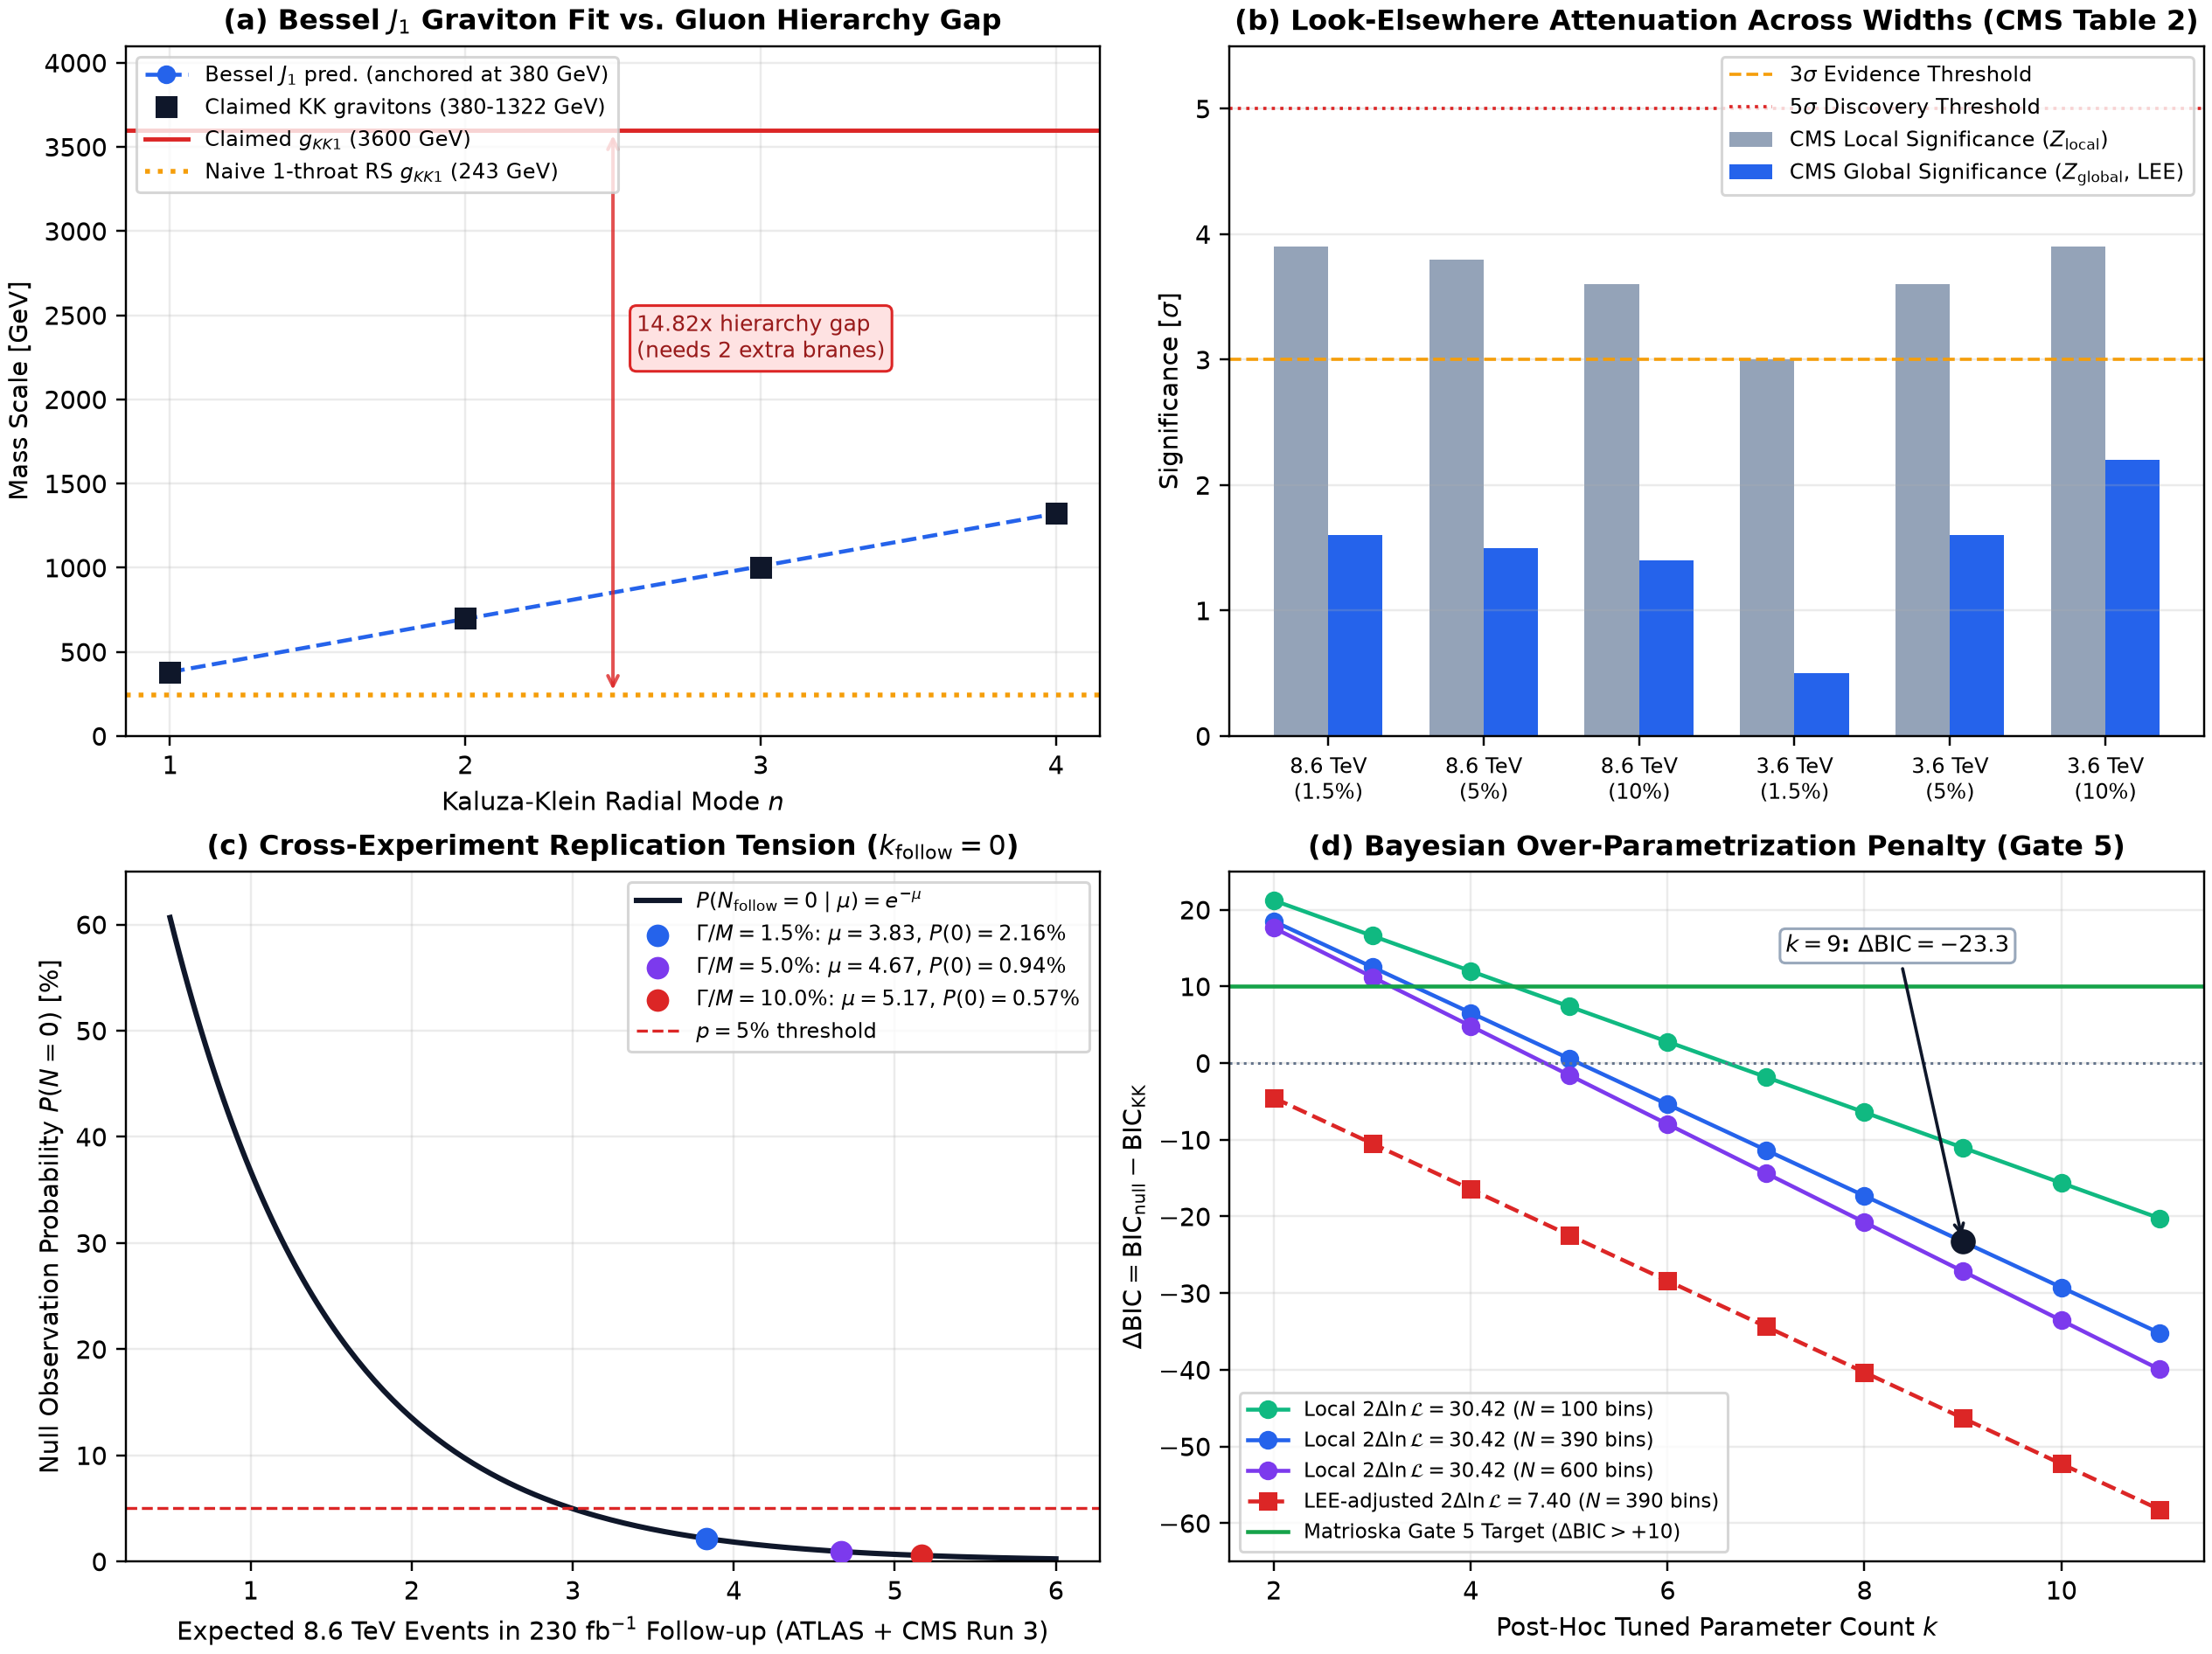 (a) Bessel J₁ Graviton Fit vs. Gluon Hierarchy Gap
Mass Scale [GeV]
4000
3500
3000
2500
2000
1500
1000
500
0
Bessel J₁ pred. (anchored at 380 GeV)
Claimed KK gravitons (380-1322 GeV)
Claimed g_KK1 (3600 GeV)
Naive 1-throat RS g_KK1 (243 GeV)
14.82x hierarchy gap
(needs 2 extra branes)
1 2 3 4
Kaluza-Klein Radial Mode n
(b) Look-Elsewhere Attenuation Across Widths (CMS Table 2)
Significance [σ]
5
4
3
2
1
0
3σ Evidence Threshold
5σ Discovery Threshold
CMS Local Significance (Z_local)
CMS Global Significance (Z_global, LEE)
8.6 TeV 8.6 TeV 8.6 TeV 3.6 TeV 3.6 TeV 3.6 TeV
(1.5%) (5%) (10%) (1.5%) (5%) (10%)
(c) Cross-Experiment Replication Tension (k_follow = 0)
Null Observation Probability P(N = 0) [%]
60
50
40
30
20
10
0
P(N_follow = 0 | μ) = e^−μ
Γ/M = 1.5%: μ = 3.83, P(0) = 2.16%
Γ/M = 5.0%: μ = 4.67, P(0) = 0.94%
Γ/M = 10.0%: μ = 5.17, P(0) = 0.57%
p = 5% threshold
1 2 3 4 5 6
Expected 8.6 TeV Events in 230 fb⁻¹ Follow-up (ATLAS + CMS Run 3)
(d) Bayesian Over-Parametrization Penalty (Gate 5)
ΔBIC = BIC_null − BIC_KK
20
10
0
−10
−20
−30
−40
−50
−60
k = 9: ΔBIC = −23.3
Local 2Δln ℒ = 30.42 (N = 100 bins)
Local 2Δln ℒ = 30.42 (N = 390 bins)
Local 2Δln ℒ = 30.42 (N = 600 bins)
LEE-adjusted 2Δln ℒ = 7.40 (N = 390 bins)
Matrioska Gate 5 Target (ΔBIC > +10)
2 4 6 8 10
Post-Hoc Tuned Parameter Count k